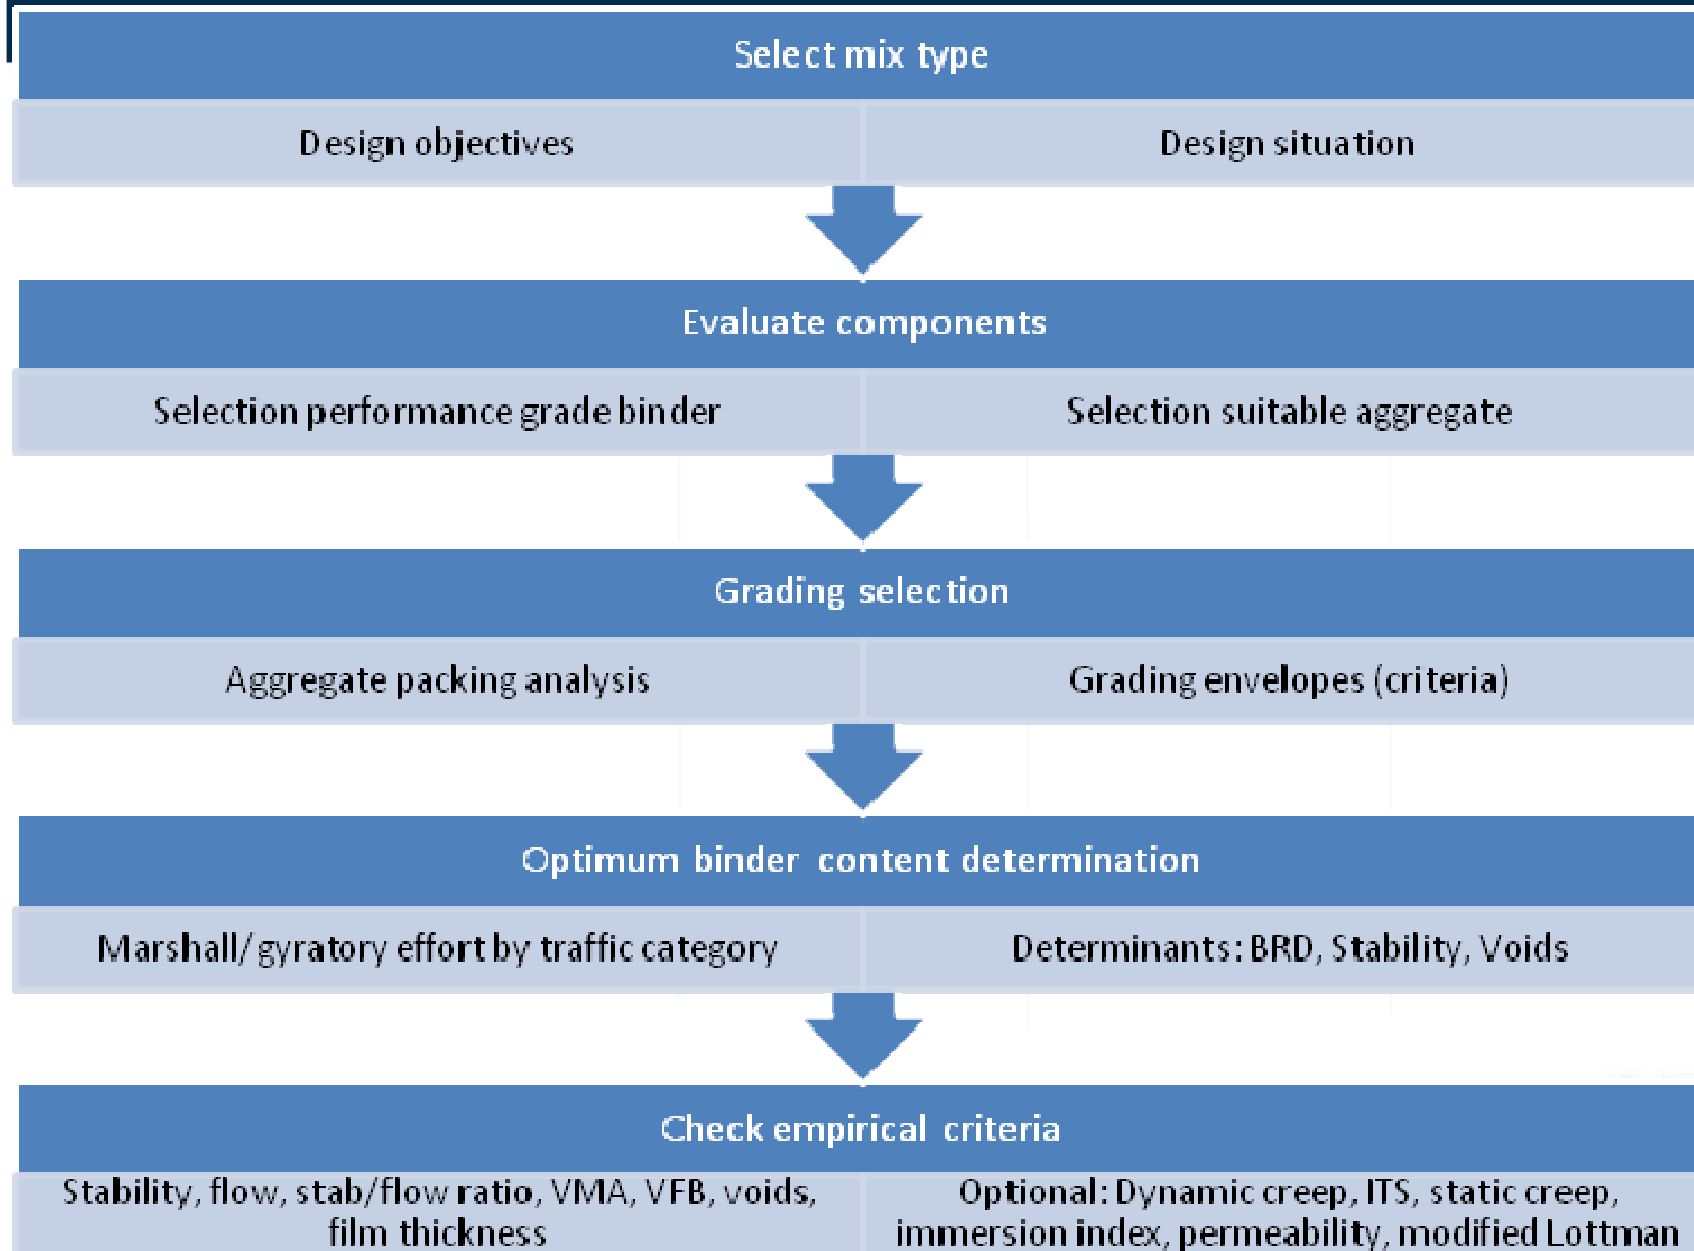 Select mix type
Design objectives
Design situation
Evaluate components
Selection performance grade binder
Selection suitable aggregate
Grading selection
Aggregate packing analysis
Grading envelopes (criteria)
Optimum binder content determination
Marshall/gyratory effort by traffic category
Determinants: BRD, Stability, Voids
Check empirical criteria
Stability, flow, stab/flow ratio, VMA, VFB, voids,
film thickness
Optional: Dynamic creep, ITS, static creep,
immersion index, permeability, modified Lottman